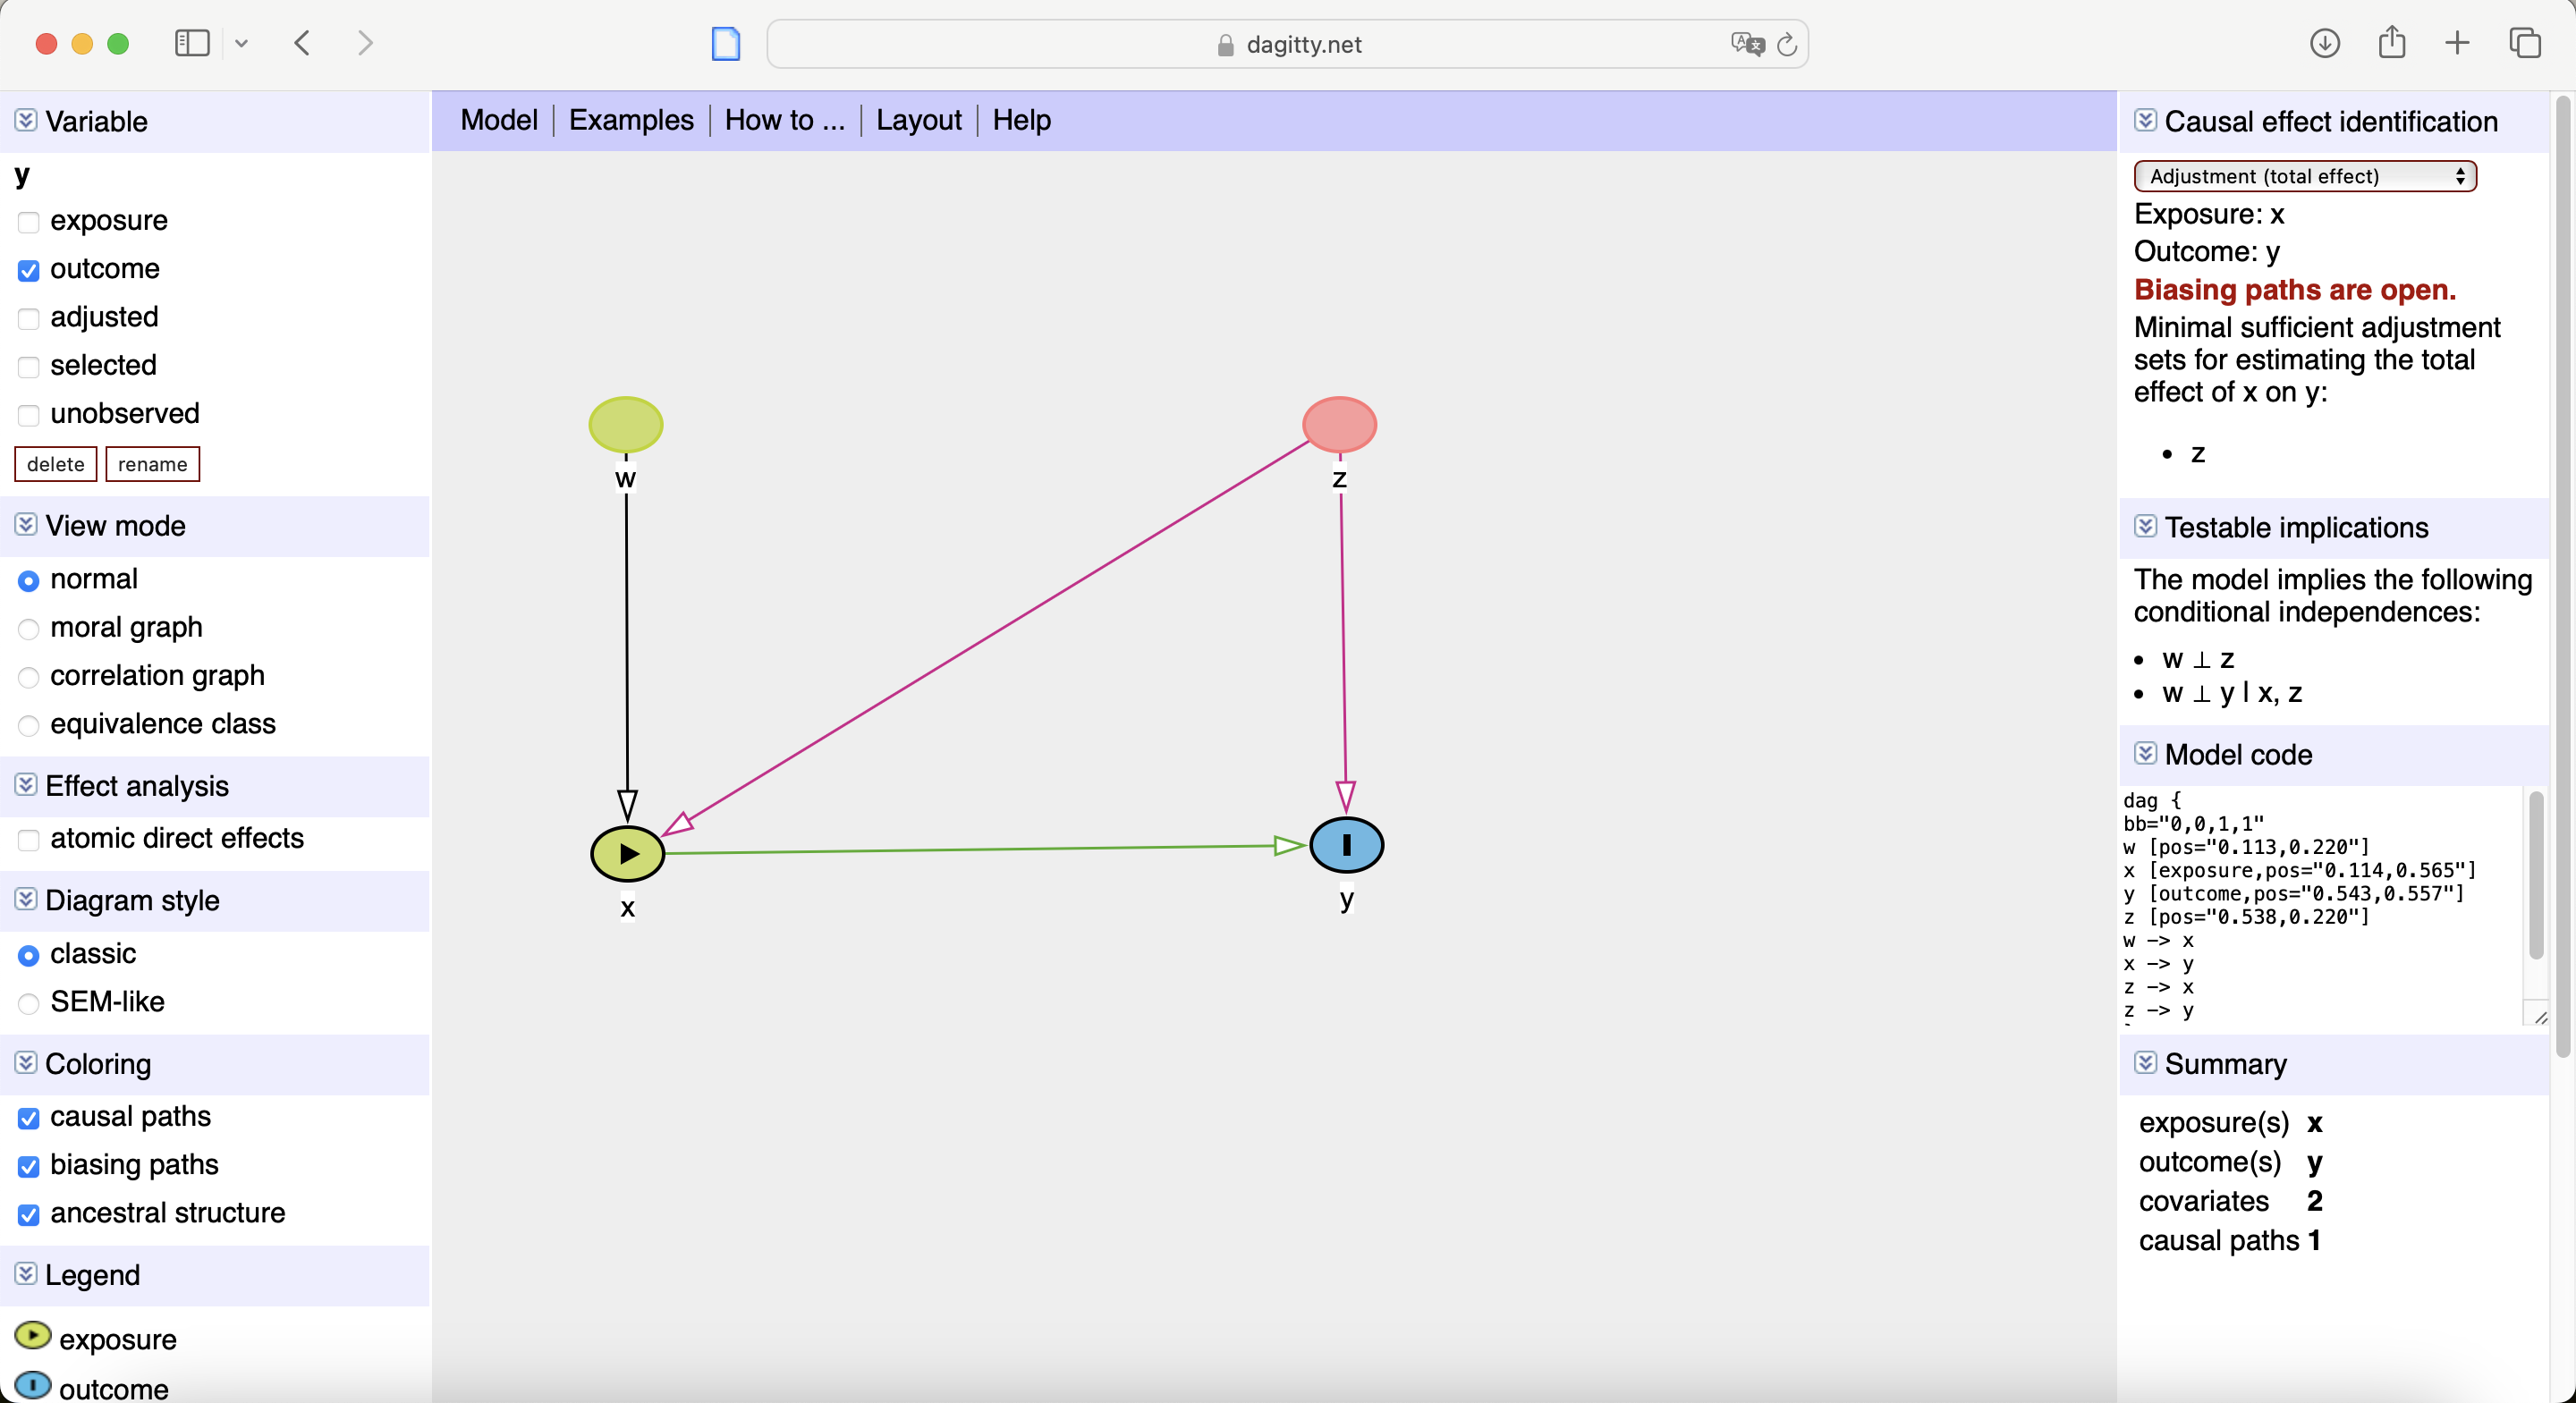 dagitty.net
Variable
y
exposure
outcome
adjusted
selected
unobserved
delete rename
View mode
normal
moral graph
correlation graph
equivalence class
Effect analysis
atomic direct effects
Diagram style
classic
SEM-like
Coloring
causal paths
biasing paths
ancestral structure
Legend
exposure
outcome
Model | Examples | How to ... | Layout | Help
w
z
x
y
Causal effect identification
Adjustment (total effect)
Exposure: x
Outcome: y
Biasing paths are open.
Minimal sufficient adjustment
sets for estimating the total
effect of x on y:
• z
Testable implications
The model implies the following
conditional independences:
• w ⊥ z
• w ⊥ y | x, z
Model code
dag {
bb="0,0,1,1"
w [pos="0.113,0.220"]
x [exposure,pos="0.114,0.565"]
y [outcome,pos="0.543,0.557"]
z [pos="0.538,0.220"]
w -> x
x -> y
z -> x
z -> y
Summary
exposure(s) x
outcome(s) y
covariates 2
causal paths 1